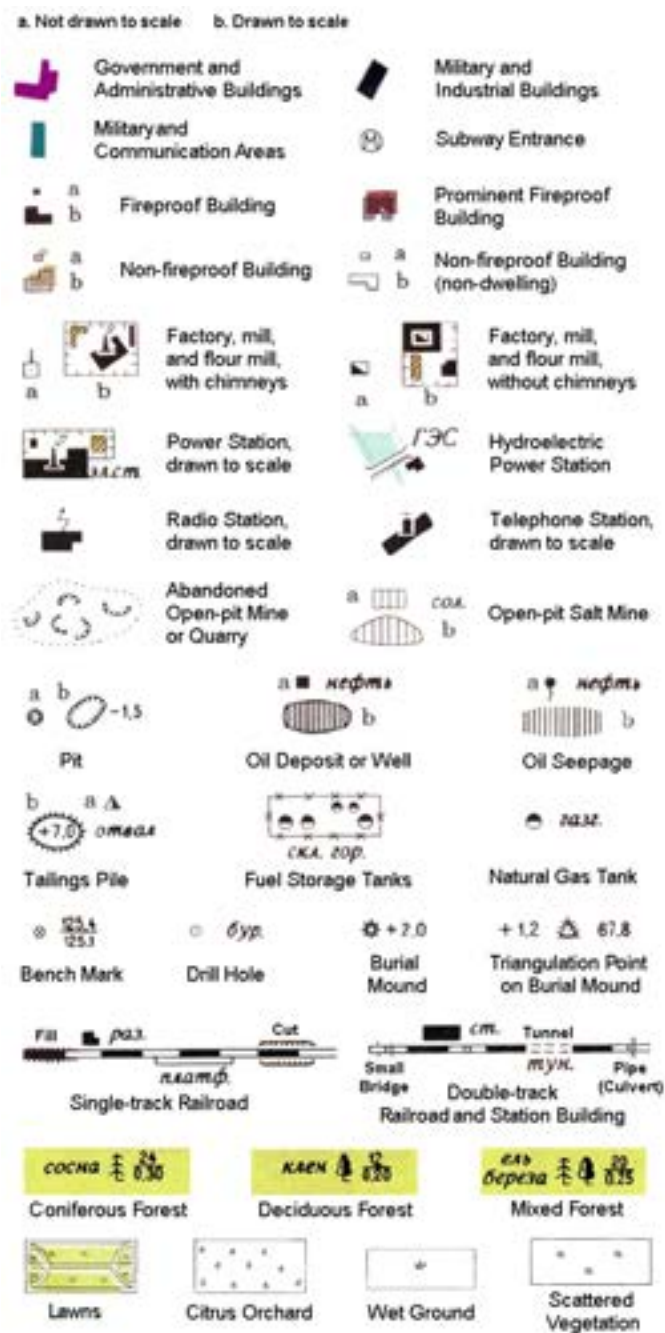 a. Not drawn to scale b. Drawn to scale
Government and
Administrative Buildings
Military and
Industrial Buildings
Military and
Communication Areas
Subway Entrance
a
b
Fireproof Building
Prominent Fireproof
Building
a
b
Non-fireproof Building
a
b
Non-fireproof Building
(non-dwelling)
a
b
Factory, mill,
and flour mill,
with chimneys
a
b
Factory, mill,
and flour mill,
without chimneys
эл.ст.
Power Station,
drawn to scale
ГЭС
Hydroelectric
Power Station
Radio Station,
drawn to scale
Telephone Station,
drawn to scale
Abandoned
Open-pit Mine
or Quarry
a
сол.
b
Open-pit Salt Mine
a b
-1,5
Pit
a нефть
b
Oil Deposit or Well
a нефть
b
Oil Seepage
b a
+7,0 отвал
Tailings Pile
скл. гор.
Fuel Storage Tanks
газг.
Natural Gas Tank
125,4
125,1
Bench Mark
бур.
Drill Hole
+2,0
Burial
Mound
+1,2 67,8
Triangulation Point
on Burial Mound
Fill раз. Cut
платф.
Single-track Railroad
ст. Tunnel
тун.
Small
Bridge
Pipe
(Culvert)
Double-track
Railroad and Station Building
сосна 24
0,30
Coniferous Forest
клен 12
0,20
Deciduous Forest
ель
береза 20
0,25
Mixed Forest
Lawns
Citrus Orchard
Wet Ground
Scattered
Vegetation